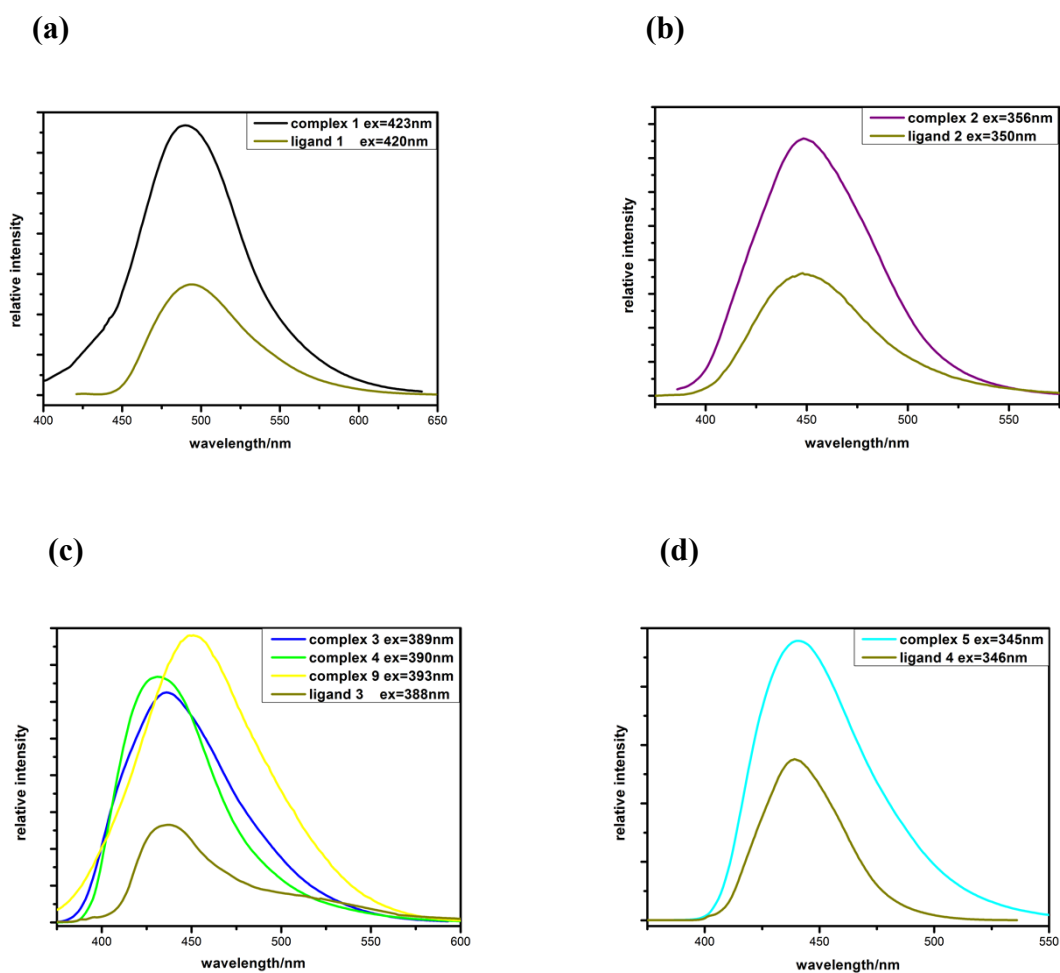 (a)
complex 1 ex=423nm
ligand 1 ex=420nm
relative intensity
400 450 500 550 600 650
wavelength/nm
(b)
complex 2 ex=356nm
ligand 2 ex=350nm
relative intensity
400 450 500 550
wavelength/nm
(c)
complex 3 ex=389nm
complex 4 ex=390nm
complex 9 ex=393nm
ligand 3 ex=388nm
relative intensity
400 450 500 550 600
wavelength/nm
(d)
complex 5 ex=345nm
ligand 4 ex=346nm
relative intensity
400 450 500 550
wavelength/nm